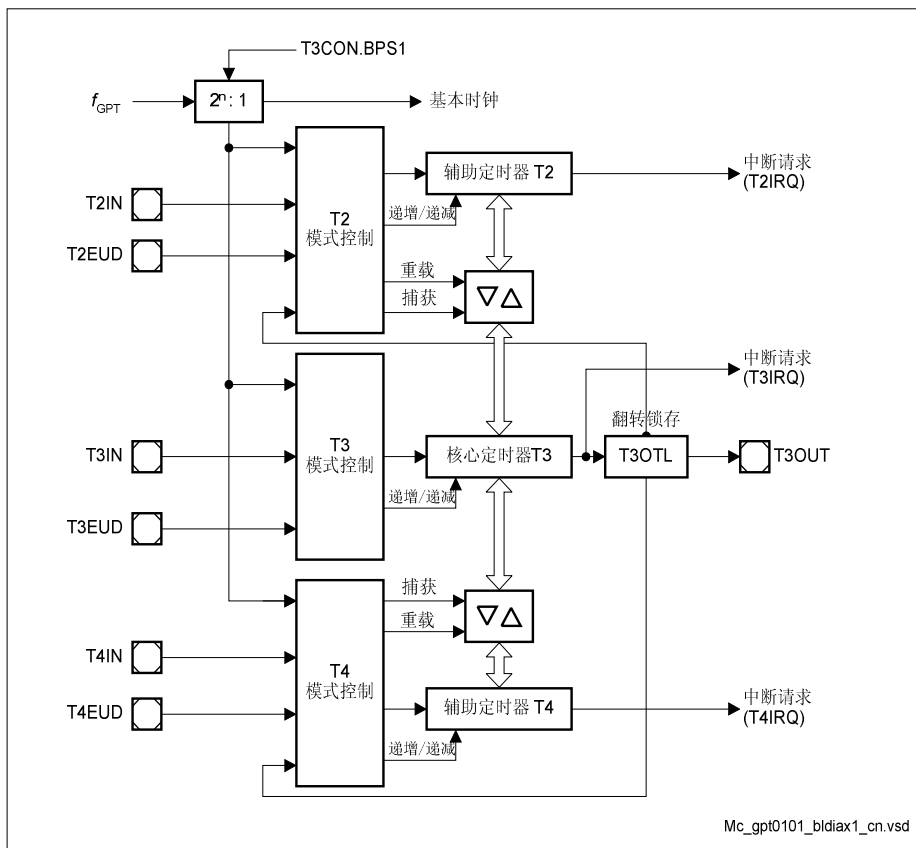 T3CON.BPS1
fGPT
2ⁿ : 1
基本时钟
T2IN
T2EUD
T2
模式控制
辅助定时器 T2
递增/递减
重载
捕获
中断请求
(T2IRQ)
中断请求
(T3IRQ)
翻转锁存
T3IN
T3EUD
T3
模式控制
核心定时器T3
递增/递减
T3OTL
T3OUT
捕获
重载
T4IN
T4EUD
T4
模式控制
辅助定时器 T4
递增/递减
中断请求
(T4IRQ)
Mc_gpt0101_bldiax1_cn.vsd